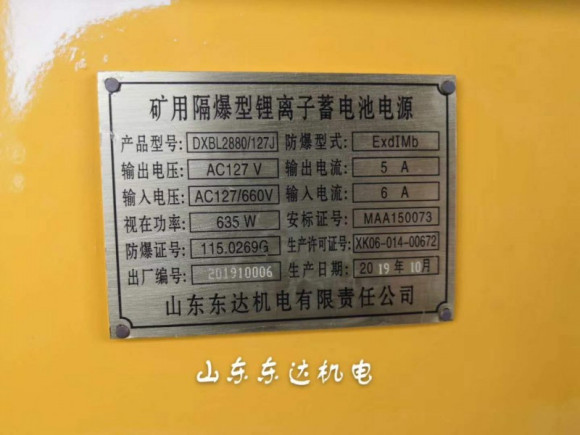 矿用隔爆型锂离子蓄电池电源
产品型号: DXBL2880/127J 防爆型式: ExdIMb
输出电压: AC127 V 输出电流: 5 A
输入电压: AC127/660V 输入电流: 6 A
视在功率: 635 W 安标证号: MAA150073
防爆证号: 115.0269G 生产许可证号: XK06-014-00672
出厂编号: 201910006 生产日期: 2019年10月
山东东达机电有限责任公司
山东东达机电